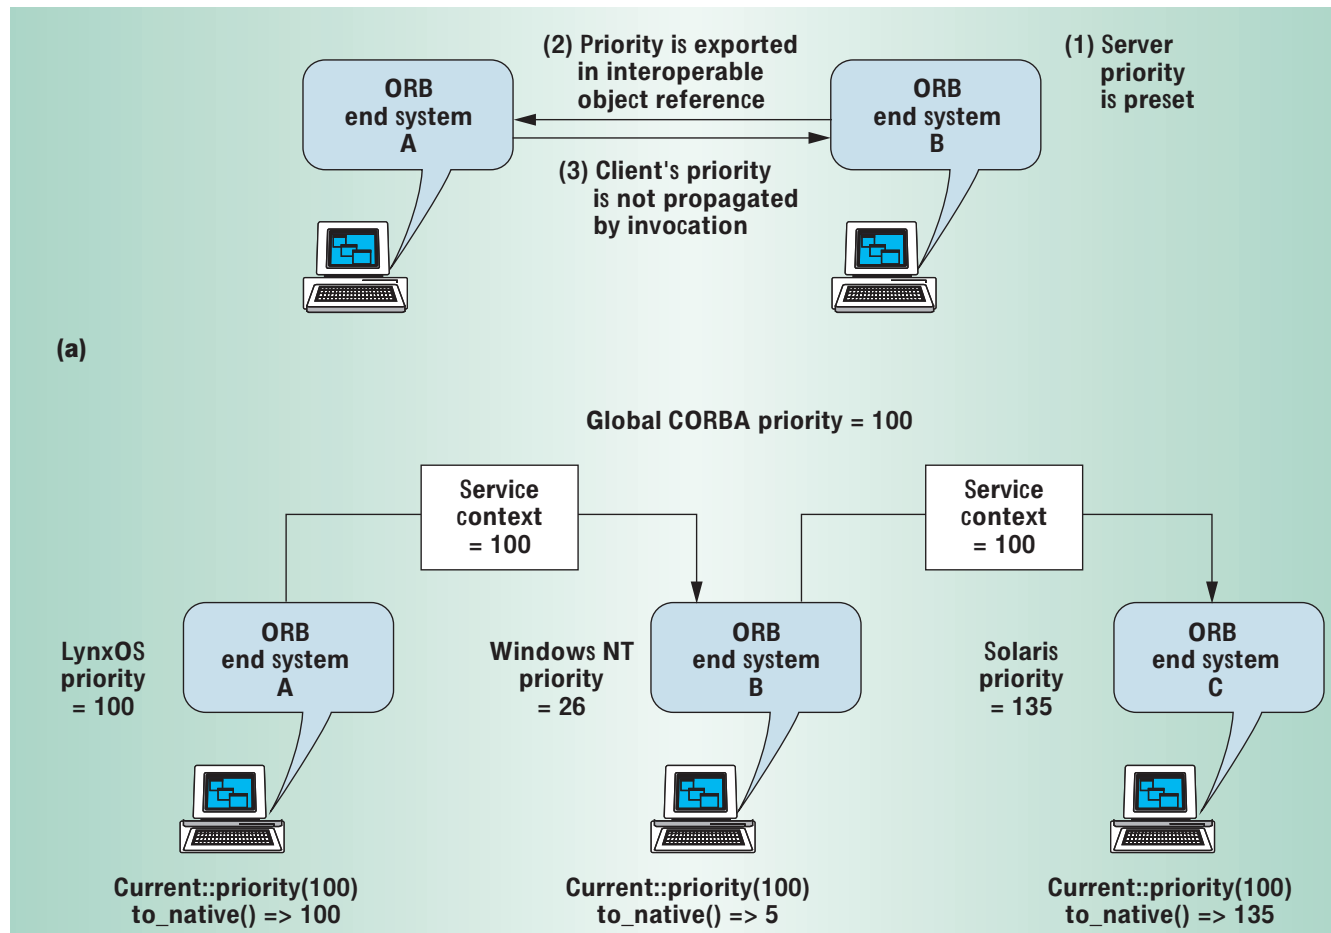 (2) Priority is exported
in interoperable
object reference
(1) Server
priority
is preset
ORB
end system
A
ORB
end system
B
(3) Client's priority
is not propagated
by invocation
(a)
Global CORBA priority = 100
Service
context
= 100
Service
context
= 100
LynxOS
priority
= 100
ORB
end system
A
Windows NT
priority
= 26
ORB
end system
B
Solaris
priority
= 135
ORB
end system
C
Current::priority(100)
to_native() => 100
Current::priority(100)
to_native() => 5
Current::priority(100)
to_native() => 135